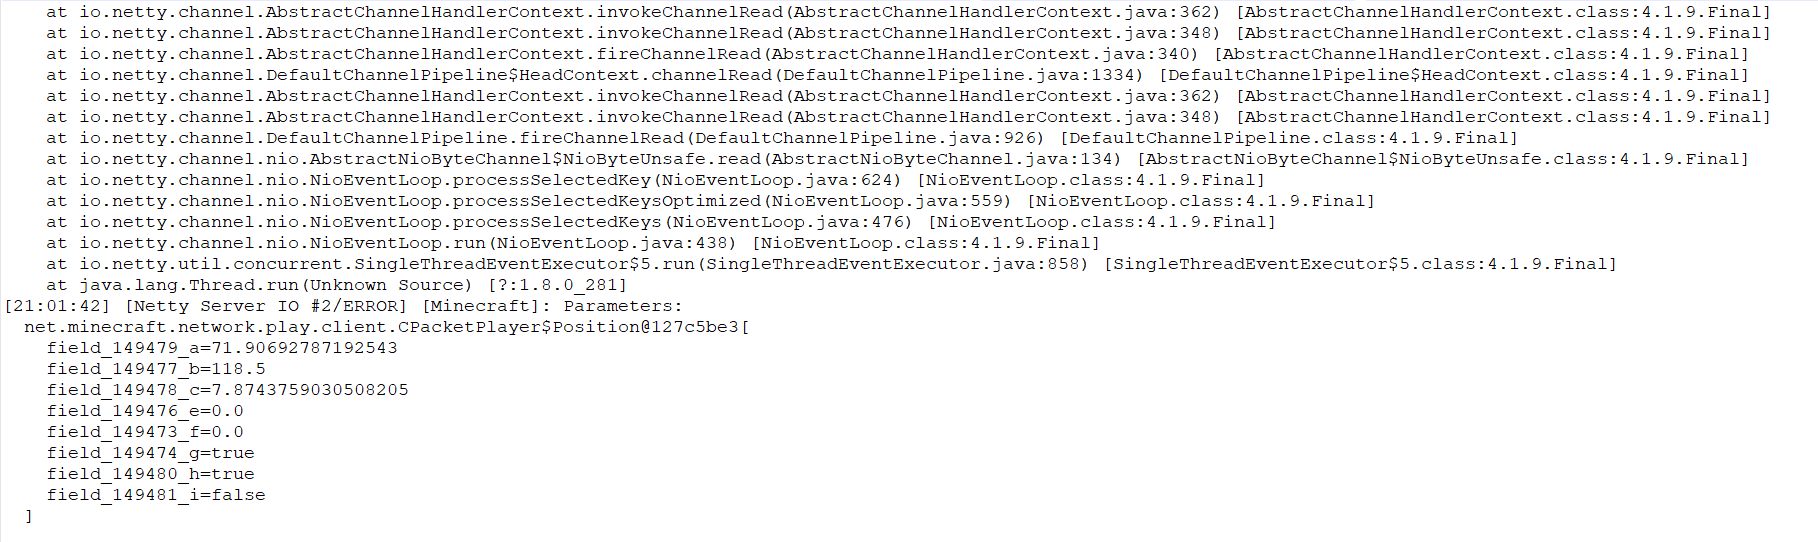 at io.netty.channel.AbstractChannelHandlerContext.invokeChannelRead(AbstractChannelHandlerContext.java:362) [AbstractChannelHandlerContext.class:4.1.9.Final]
at io.netty.channel.AbstractChannelHandlerContext.invokeChannelRead(AbstractChannelHandlerContext.java:348) [AbstractChannelHandlerContext.class:4.1.9.Final]
at io.netty.channel.AbstractChannelHandlerContext.fireChannelRead(AbstractChannelHandlerContext.java:340) [AbstractChannelHandlerContext.class:4.1.9.Final]
at io.netty.channel.DefaultChannelPipeline$HeadContext.channelRead(DefaultChannelPipeline.java:1334) [DefaultChannelPipeline$HeadContext.class:4.1.9.Final]
at io.netty.channel.AbstractChannelHandlerContext.invokeChannelRead(AbstractChannelHandlerContext.java:362) [AbstractChannelHandlerContext.class:4.1.9.Final]
at io.netty.channel.AbstractChannelHandlerContext.invokeChannelRead(AbstractChannelHandlerContext.java:348) [AbstractChannelHandlerContext.class:4.1.9.Final]
at io.netty.channel.DefaultChannelPipeline.fireChannelRead(DefaultChannelPipeline.java:926) [DefaultChannelPipeline.class:4.1.9.Final]
at io.netty.channel.nio.AbstractNioByteChannel$NioByteUnsafe.read(AbstractNioByteChannel.java:134) [AbstractNioByteChannel$NioByteUnsafe.class:4.1.9.Final]
at io.netty.channel.nio.NioEventLoop.processSelectedKey(NioEventLoop.java:624) [NioEventLoop.class:4.1.9.Final]
at io.netty.channel.nio.NioEventLoop.processSelectedKeysOptimized(NioEventLoop.java:559) [NioEventLoop.class:4.1.9.Final]
at io.netty.channel.nio.NioEventLoop.processSelectedKeys(NioEventLoop.java:476) [NioEventLoop.class:4.1.9.Final]
at io.netty.channel.nio.NioEventLoop.run(NioEventLoop.java:438) [NioEventLoop.class:4.1.9.Final]
at io.netty.util.concurrent.SingleThreadEventExecutor$5.run(SingleThreadEventExecutor.java:858) [SingleThreadEventExecutor$5.class:4.1.9.Final]
at java.lang.Thread.run(Unknown Source) [?:1.8.0_281]
[21:01:42] [Netty Server IO #2/ERROR] [Minecraft]: Parameters:
net.minecraft.network.play.client.CPacketPlayer$Position@127c5be3[
field_149479_a=71.90692787192543
field_149477_b=118.5
field_149478_c=7.8743759030508205
field_149476_e=0.0
field_149473_f=0.0
field_149474_g=true
field_149480_h=true
field_149481_i=false
]